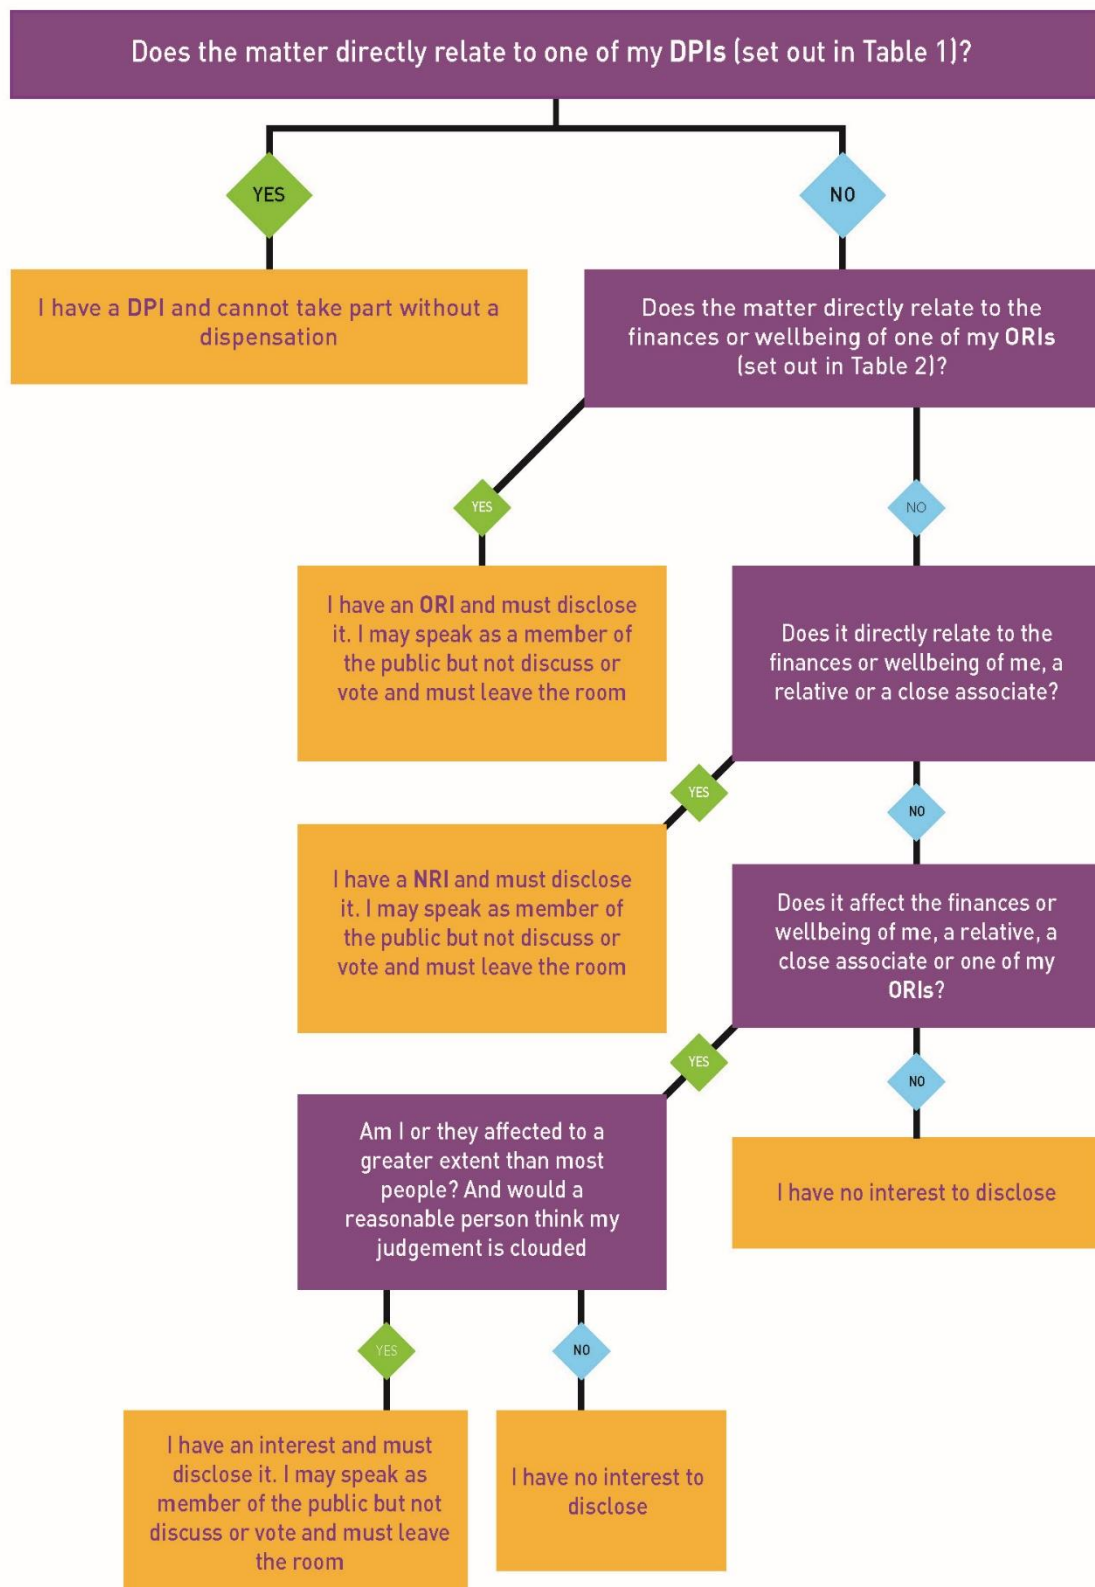 Does the matter directly relate to one of my DPIs (set out in Table 1)?
YES
NO
I have a DPI and cannot take part without a
dispensation
Does the matter directly relate to the
finances or wellbeing of one of my ORIs
(set out in Table 2)?
YES
NO
I have an ORI and must disclose
it. I may speak as a member of
the public but not discuss or
vote and must leave the room
Does it directly relate to the
finances or wellbeing of me, a
relative or a close associate?
YES
NO
I have a NRI and must disclose
it. I may speak as member of
the public but not discuss or
vote and must leave the room
Does it affect the finances or
wellbeing of me, a relative, a
close associate or one of my
ORIs?
YES
NO
Am I or they affected to a
greater extent than most
people? And would a
reasonable person think my
judgement is clouded
I have no interest to disclose
YES
NO
I have an interest and must
disclose it. I may speak as
member of the public but not
discuss or vote and must leave
the room
I have no interest to
disclose